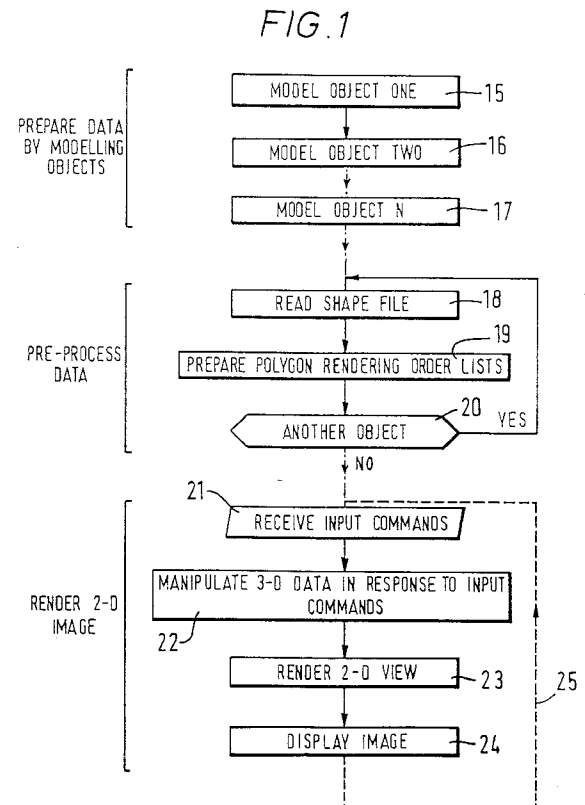 FIG.1
MODEL OBJECT ONE
15
PREPARE DATA
BY MODELLING
OBJECTS
MODEL OBJECT TWO
16
MODEL OBJECT N
17
READ SHAPE FILE
18
PRE-PROCESS
DATA
19
PREPARE POLYGON RENDERING ORDER LISTS
20
ANOTHER OBJECT
YES
NO
21
RECEIVE INPUT COMMANDS
RENDER 2-D
IMAGE
MANIPULATE 3-D DATA IN RESPONSE TO INPUT
COMMANDS
22
RENDER 2-D VIEW
23
25
DISPLAY IMAGE
24